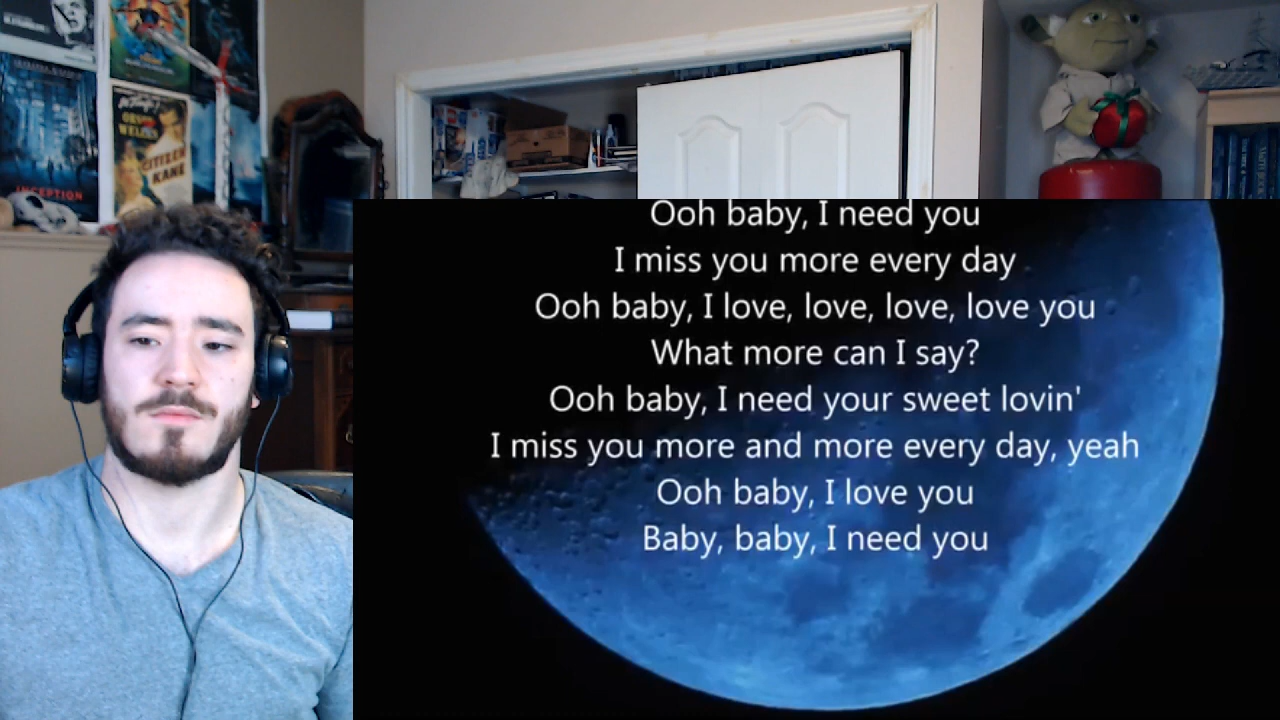 INCEPTION
ORSON
WELLES
CITIZEN
KANE
Ooh baby, I need you
I miss you more every day
Ooh baby, I love, love, love, love you
What more can I say?
Ooh baby, I need your sweet lovin'
I miss you more and more every day, yeah
Ooh baby, I love you
Baby, baby, I need you